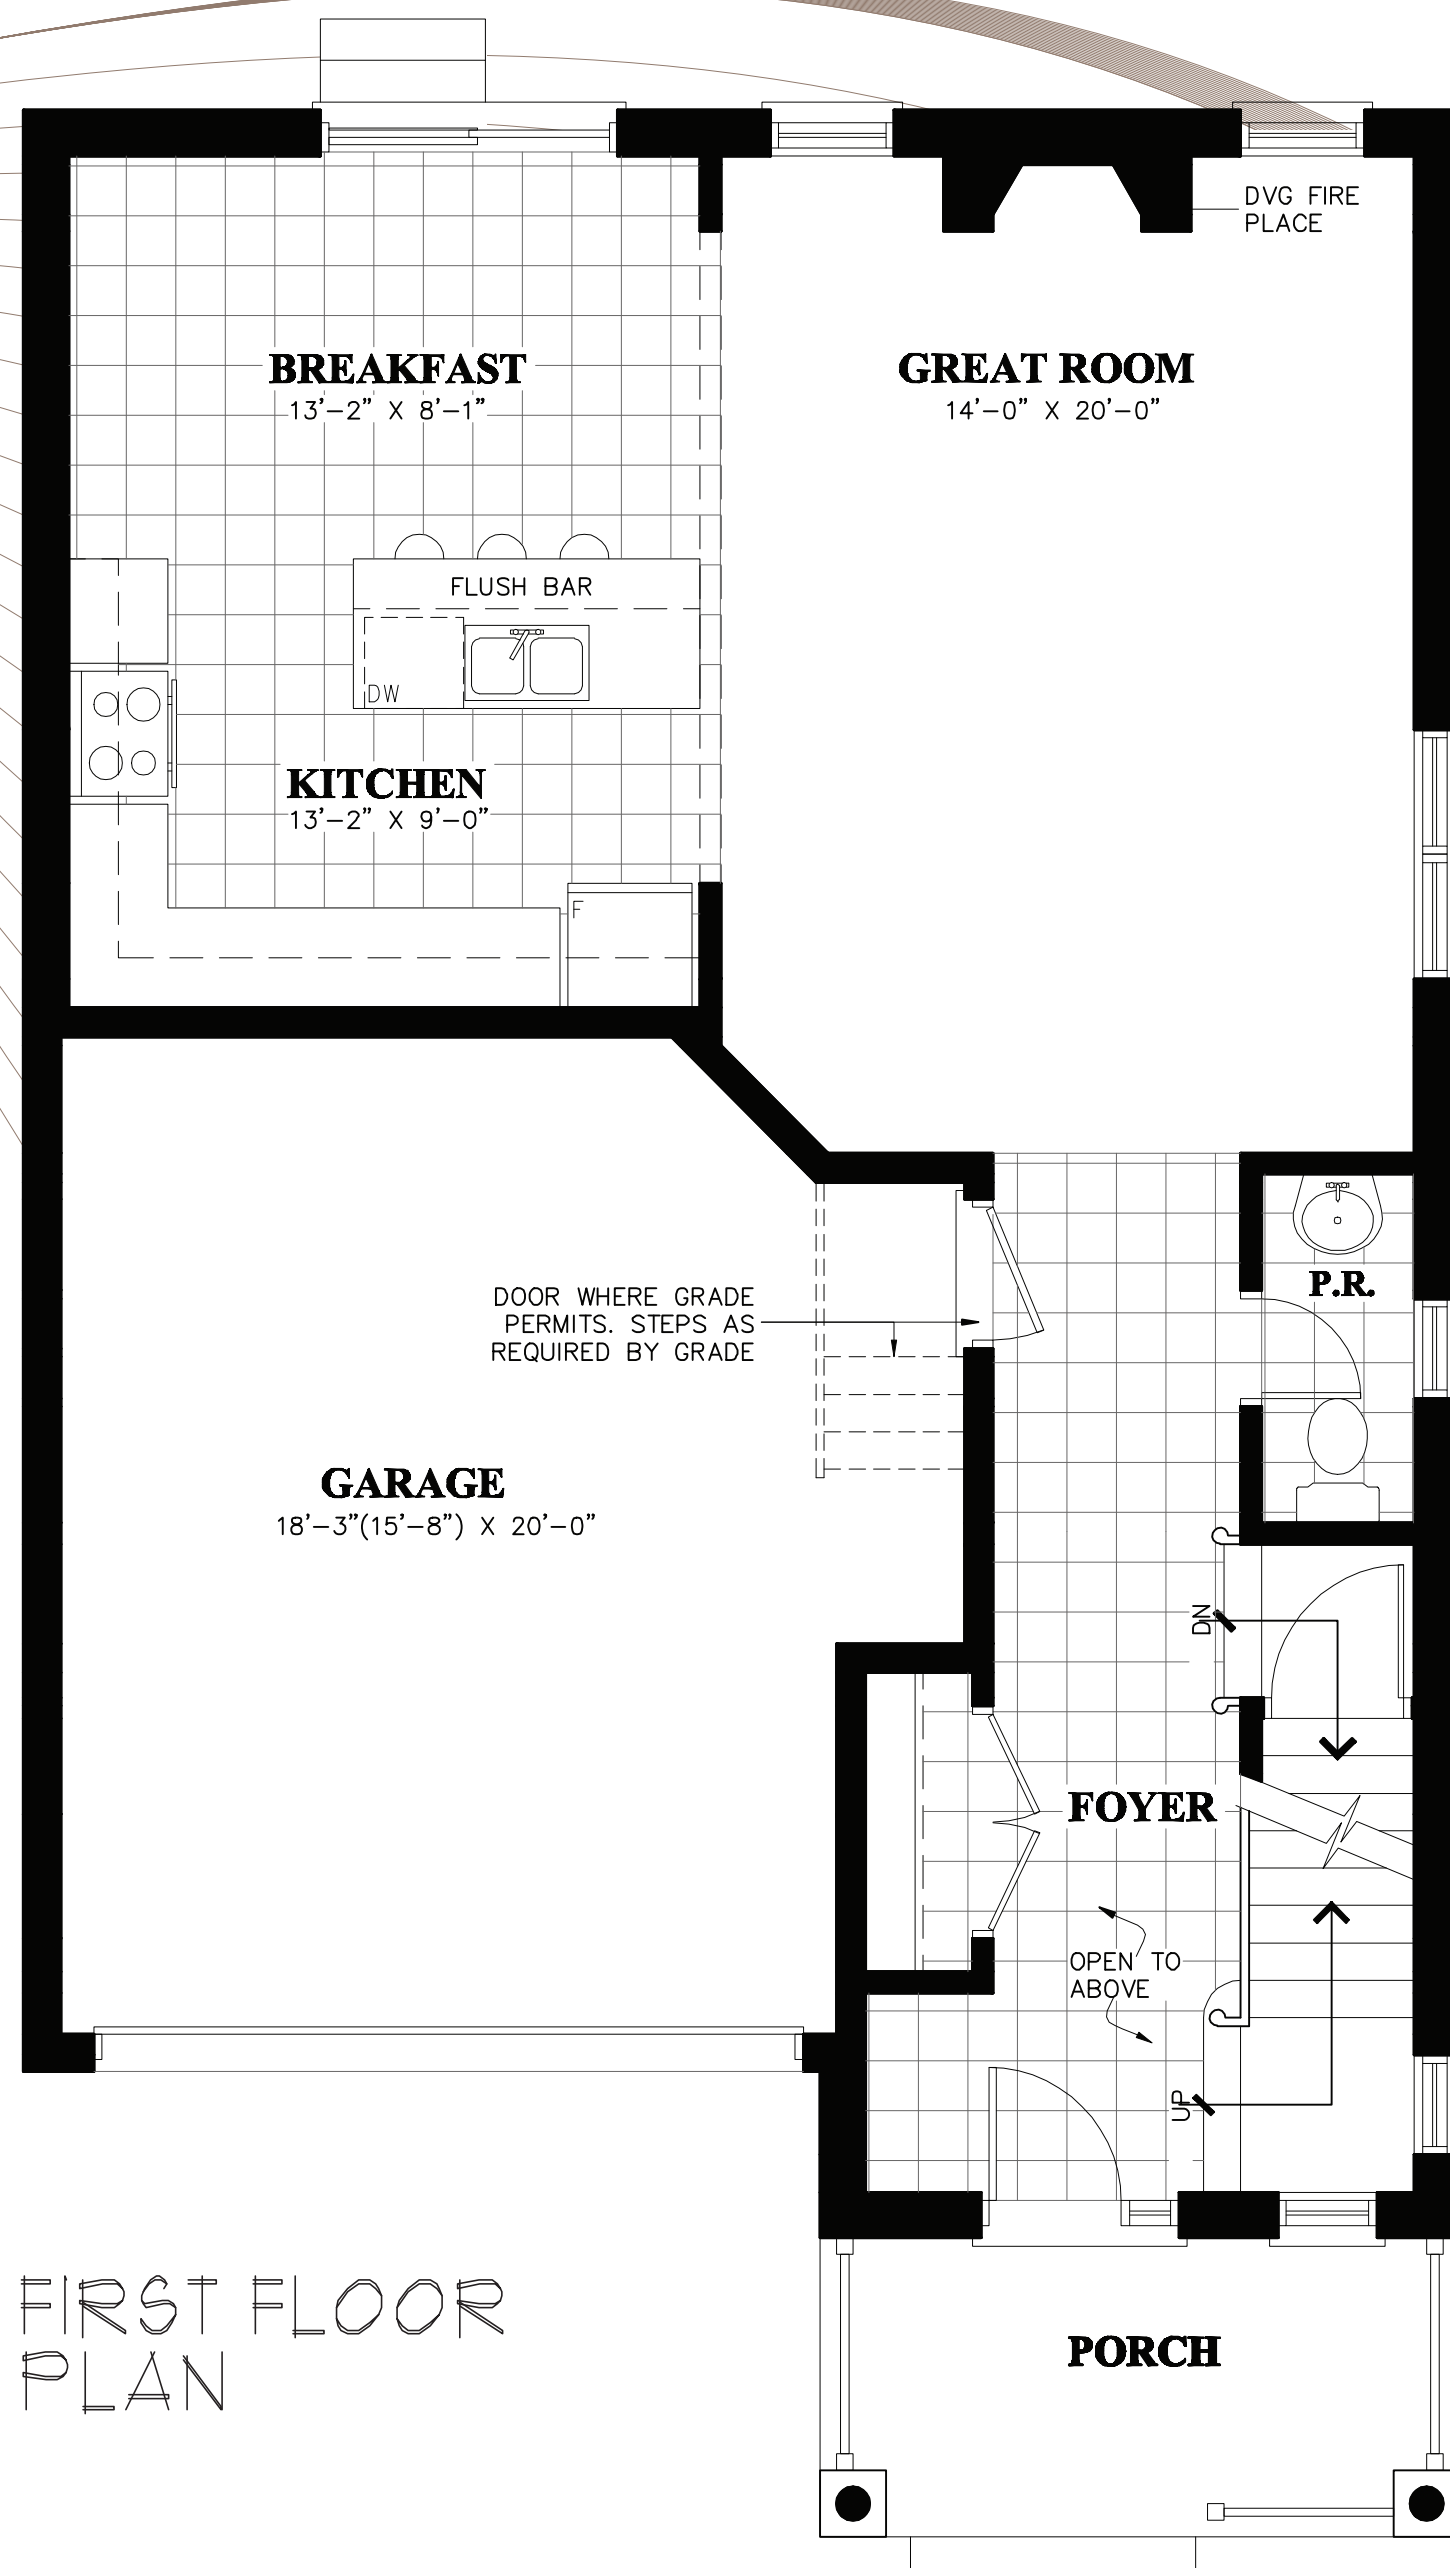 DVG FIRE
PLACE
BREAKFAST
13'-2" X 8'-1"
GREAT ROOM
14'-0" X 20'-0"
FLUSH BAR
DW
KITCHEN
13'-2" X 9'-0"
F
P.R.
DOOR WHERE GRADE
PERMITS. STEPS AS
REQUIRED BY GRADE
GARAGE
18'-3"(15'-8") X 20'-0"
DN
FOYER
OPEN TO
ABOVE
UP
FIRST FLOOR
PLAN
PORCH